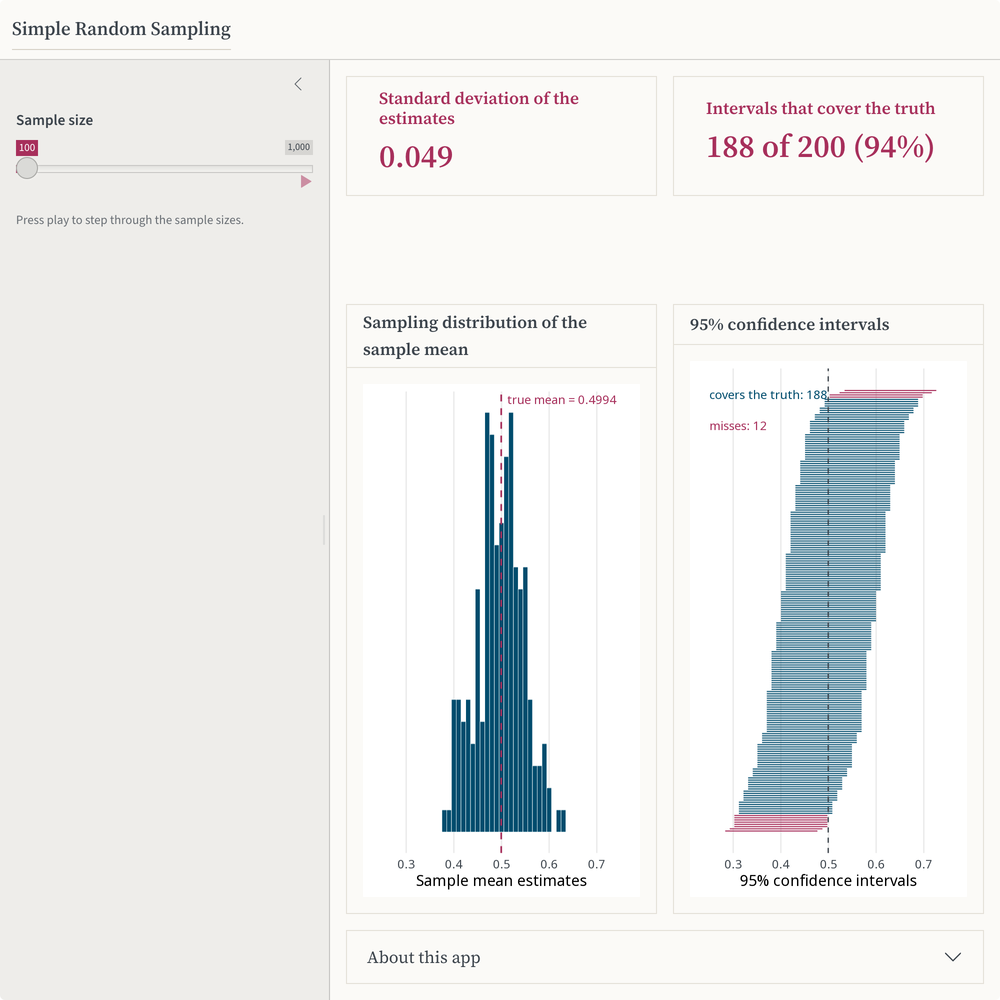 Simple Random Sampling
Sample size
100
1,000
Press play to step through the sample sizes.
Standard deviation of the
estimates
0.049
Intervals that cover the truth
188 of 200 (94%)
Sampling distribution of the
sample mean
true mean = 0.4994
0.3 0.4 0.5 0.6 0.7
Sample mean estimates
95% confidence intervals
covers the truth: 188
misses: 12
0.3 0.4 0.5 0.6 0.7
95% confidence intervals
About this app